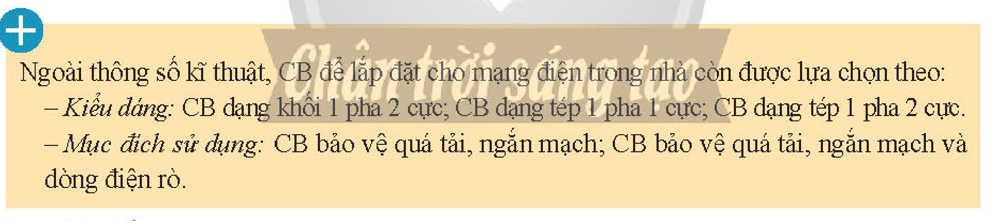 Chân trời sáng tạo
Ngoài thông số kĩ thuật, CB để lắp đặt cho mạng điện trong nhà còn được lựa chọn theo:
– Kiểu dáng: CB dạng khối 1 pha 2 cực; CB dạng tép 1 pha 1 cực; CB dạng tép 1 pha 2 cực.
– Mục đích sử dụng: CB bảo vệ quá tải, ngắn mạch; CB bảo vệ quá tải, ngắn mạch và
dòng điện rò.